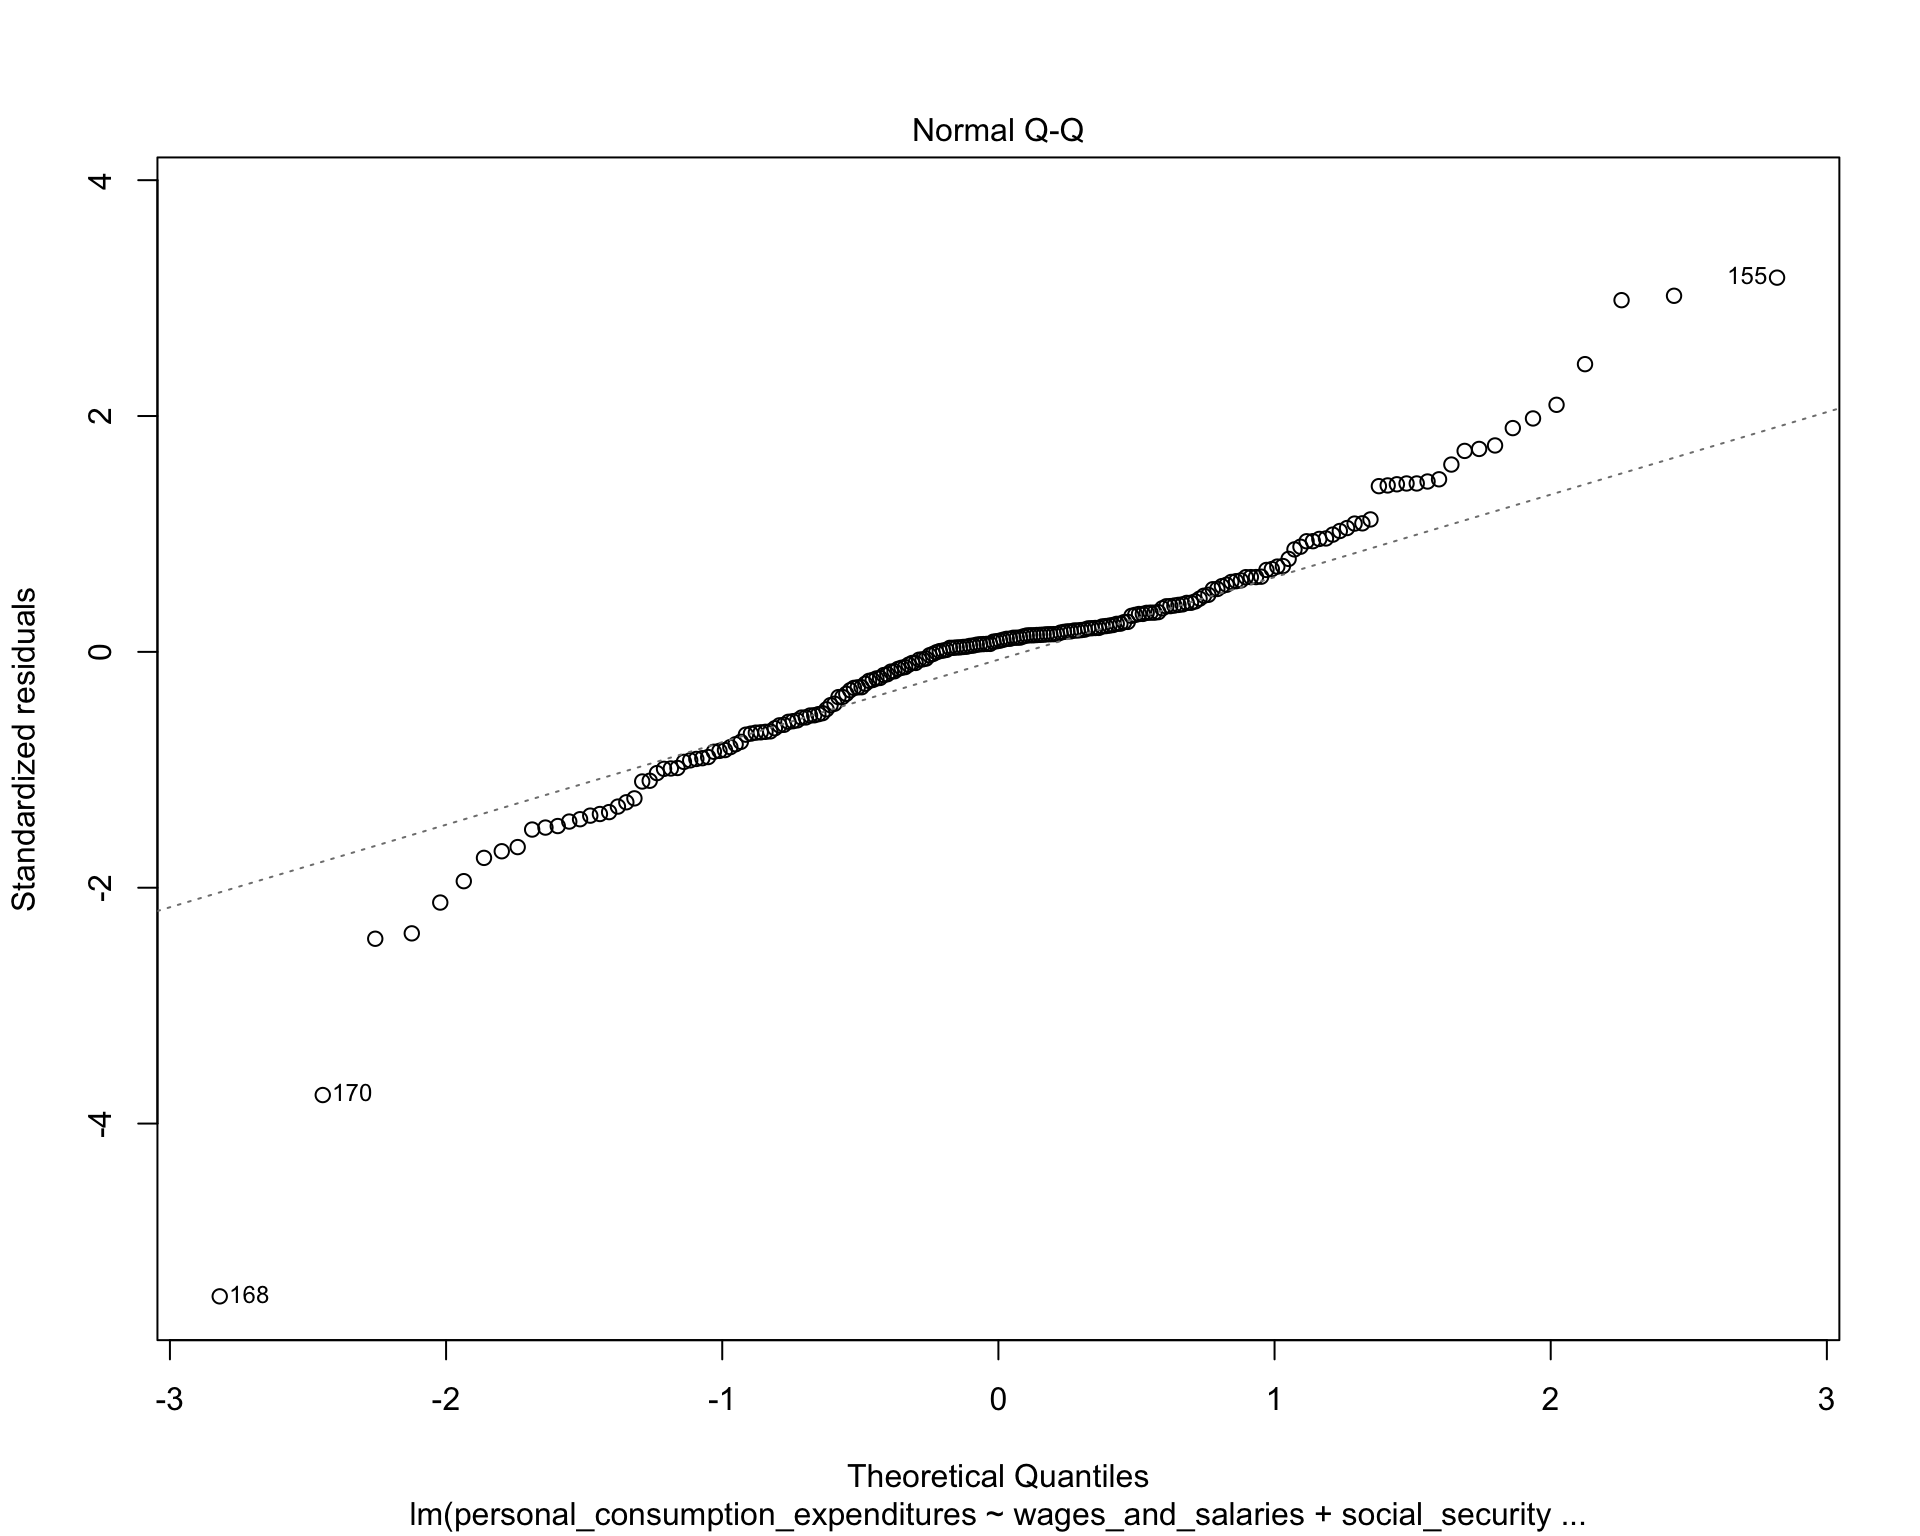 Normal Q-Q
Standardized residuals
4
2
0
-2
-4
155
170
168
-3 -2 -1 0 1 2 3
Theoretical Quantiles
lm(personal_consumption_expenditures ~ wages_and_salaries + social_security ...